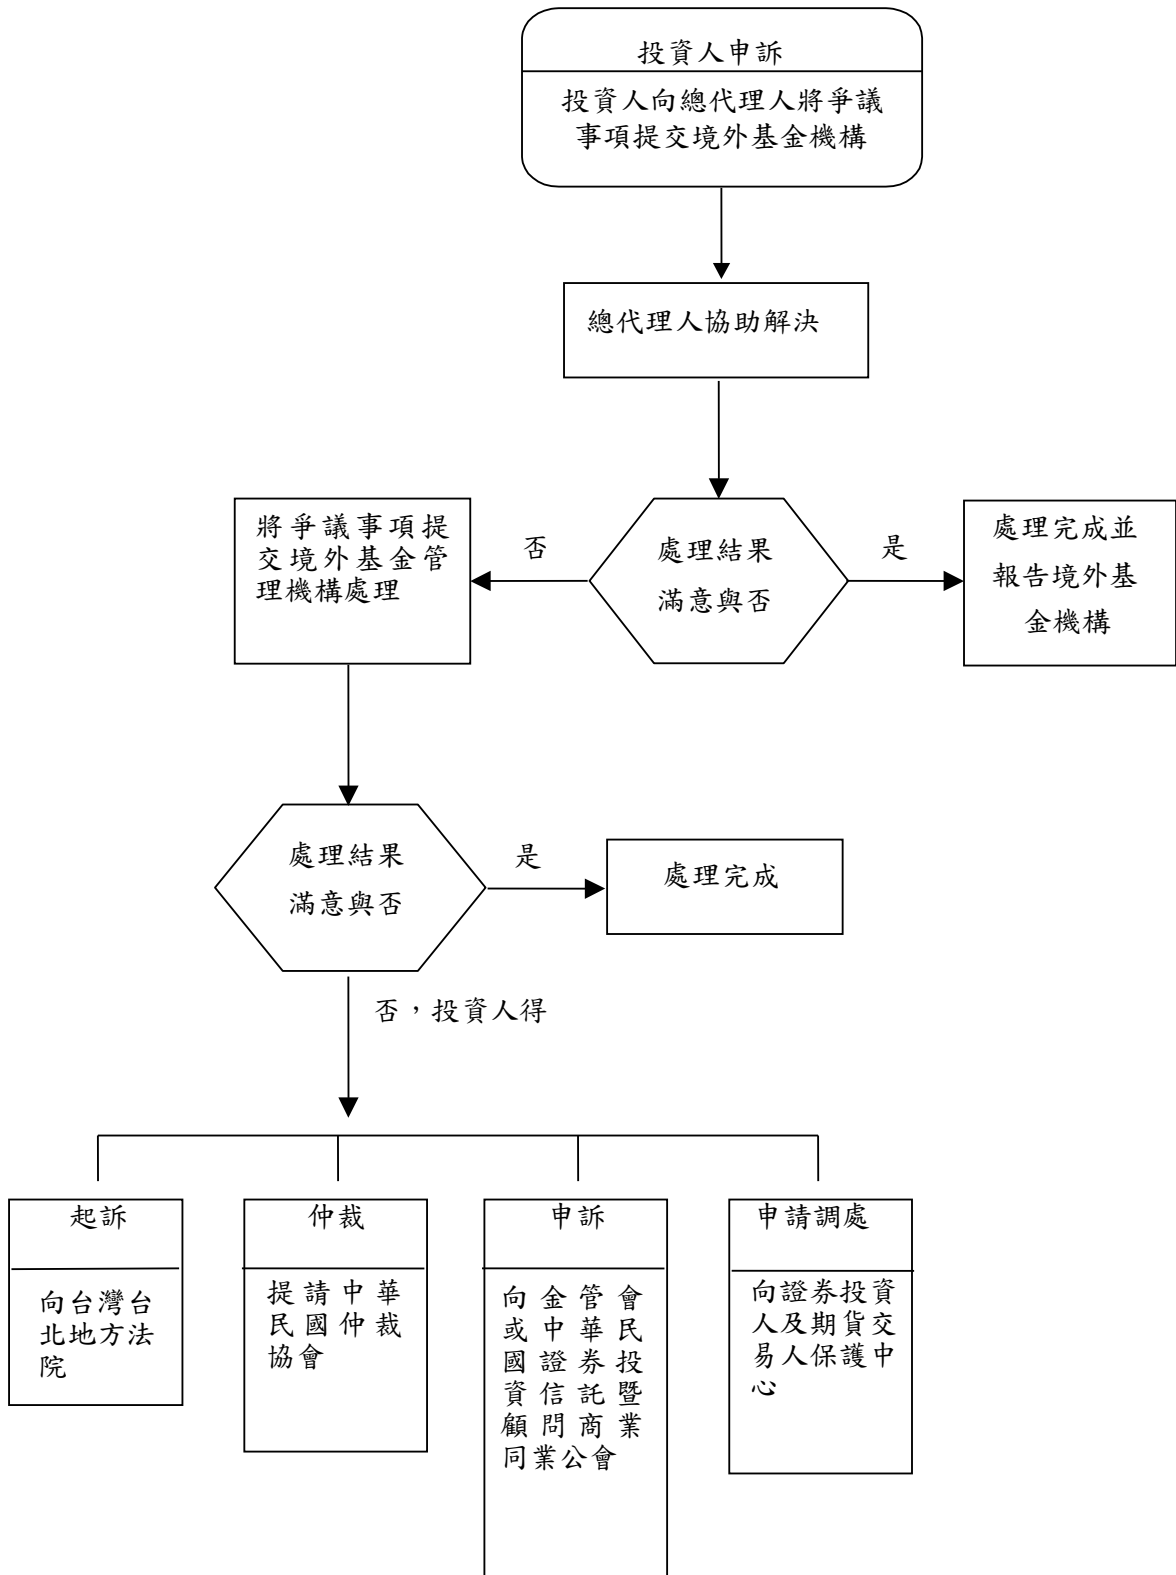 投資人申訴
投資人向總代理人將爭議
事項提交境外基金機構
總代理人協助解決
將爭議事項提
交境外基金管
理機構處理
否
處理結果
滿意與否
是
處理完成並
報告境外基
金機構
處理結果
滿意與否
是
處理完成
否，投資人得
起訴
向台灣台
北地方法
院
仲裁
提請中華
民國仲裁
協會
申訴
向金管會
或中華民
國證券投
資信託暨
顧問商業
同業公會
申請調處
向證券投資
人及期貨交
易人保護中
心